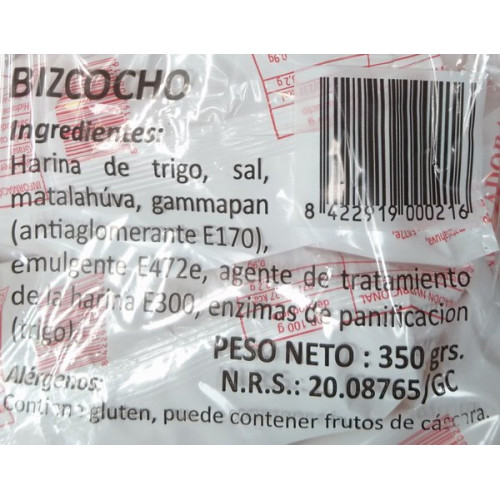 BIZCOCHO
Ingredientes:
Harina de trigo, sal,
matalahúva, gammapan
(antiaglomerante E170),
emulgente E472e, agente de tratamiento
de la harina E300, enzimas de panificacion
(trigo).
PESO NETO : 350 grs.
N.R.S.: 20.08765/GC
Alérgenos:
Contiene gluten, puede contener frutos de cáscara.
8 422919 000216